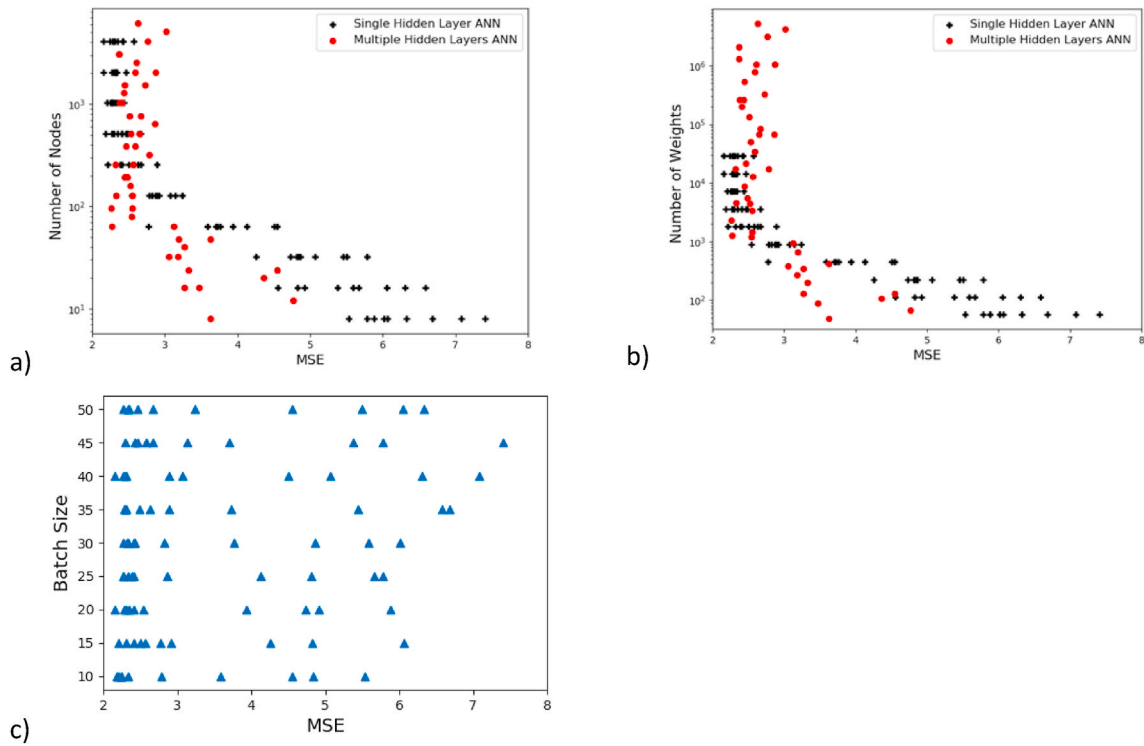 Single Hidden Layer ANN
Multiple Hidden Layers ANN
Number of Nodes
10³
10²
10¹
2 3 4 5 6 7 8
MSE
a)
Single Hidden Layer ANN
Multiple Hidden Layers ANN
Number of Weights
10⁶
10⁵
10⁴
10³
10²
2 3 4 5 6 7 8
MSE
b)
Batch Size
50
45
40
35
30
25
20
15
10
2 3 4 5 6 7 8
MSE
c)